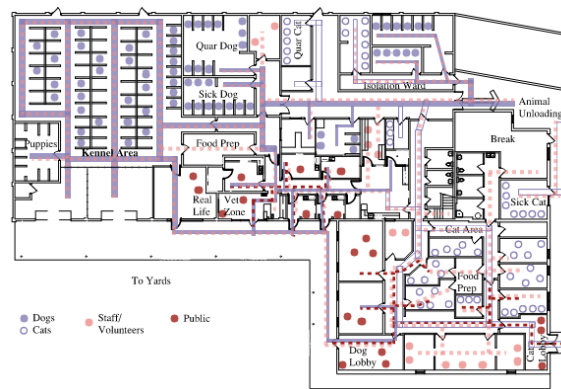 Quar Dog
Quar Cat
Sick Dog
Isolation Ward
Animal
Unloading
Puppies
Kennel Area
Food Prep
Break
Real
Life
Vet
Zone
Sick Cat
Cat Area
Food
Prep
To Yards
Dog
Lobby
Cat
Lobby
Dogs
Cats
Staff/
Volunteers
Public